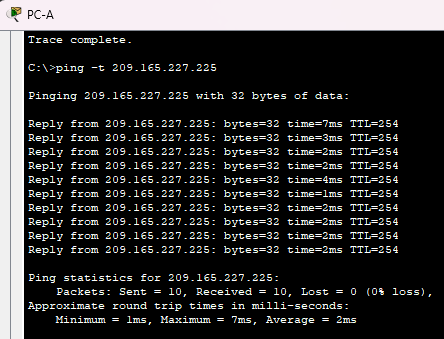 PC-A
Trace complete.
C:\>ping -t 209.165.227.225
Pinging 209.165.227.225 with 32 bytes of data:
Reply from 209.165.227.225: bytes=32 time=7ms TTL=254
Reply from 209.165.227.225: bytes=32 time=3ms TTL=254
Reply from 209.165.227.225: bytes=32 time=2ms TTL=254
Reply from 209.165.227.225: bytes=32 time=2ms TTL=254
Reply from 209.165.227.225: bytes=32 time=4ms TTL=254
Reply from 209.165.227.225: bytes=32 time=1ms TTL=254
Reply from 209.165.227.225: bytes=32 time=2ms TTL=254
Reply from 209.165.227.225: bytes=32 time=2ms TTL=254
Reply from 209.165.227.225: bytes=32 time=2ms TTL=254
Reply from 209.165.227.225: bytes=32 time=2ms TTL=254
Ping statistics for 209.165.227.225:
Packets: Sent = 10, Received = 10, Lost = 0 (0% loss),
Approximate round trip times in milli-seconds:
Minimum = 1ms, Maximum = 7ms, Average = 2ms